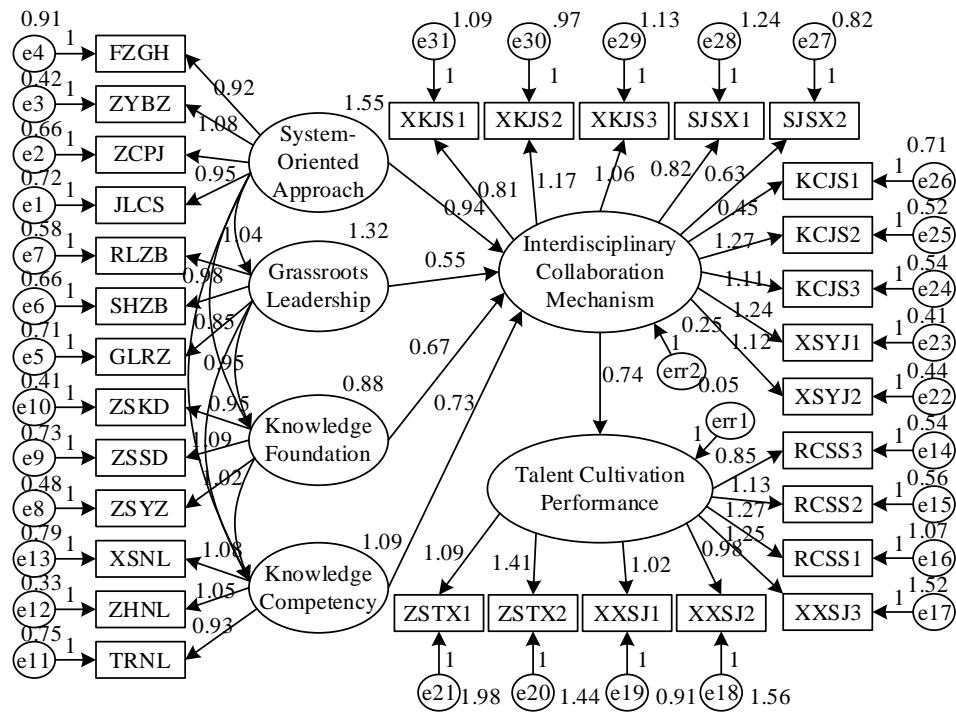 0.91
e4 1 FZGH
0.42
e3 1 ZYBZ
0.66
e2 1 ZCPJ
0.72
e1 1 JLCS
0.58
e7 1 RLZB
0.66
e6 1 SHZB
0.71
e5 1 GLRZ
0.41
e10 1 ZSKD
0.73
e9 1 ZSSD
0.48
e8 1 ZSYZ
0.79
e13 1 XSNL
0.33
e12 1 ZHNL
0.75
e11 1 TRNL
0.92
1.08
0.95
1.04
0.98
0.85
0.95
0.95
1.09
1.02
1.08
1.05
0.93
1.55
System-
Oriented
Approach
1.32
Grassroots
Leadership
0.88
Knowledge
Foundation
1.09
Knowledge
Competency
0.94
0.55
0.67
0.73
e31 1.09 e30 .97 e29 1.13 e28 1.24 e27 0.82
1 1 1 1 1
XKJS1 XKJS2 XKJS3 SJSX1 SJSX2
0.81 1.17 1.06 0.82 0.63
Interdisciplinary
Collaboration
Mechanism
0.45
1.27
1.11
1.24
1.12
0.25
1
err2
0.71
KCJS1 1 e26
0.52
KCJS2 1 e25
0.54
KCJS3 1 e24
0.41
XSYJ1 1 e23
0.44
XSYJ2 1 e22
0.74
0.05
err1
1
Talent Cultivation
Performance
0.85
1.13
1.27
1.25
0.98
0.54
RCSS3 1 e14
0.56
RCSS2 1 e15
1.07
RCSS1 1 e16
1.52
XXSJ3 1 e17
1.09 1.41 1.02
ZSTX1 ZSTX2 XXSJ1 XXSJ2
1 1 1 1
e21 1.98 e20 1.44 e19 0.91 e18 1.56